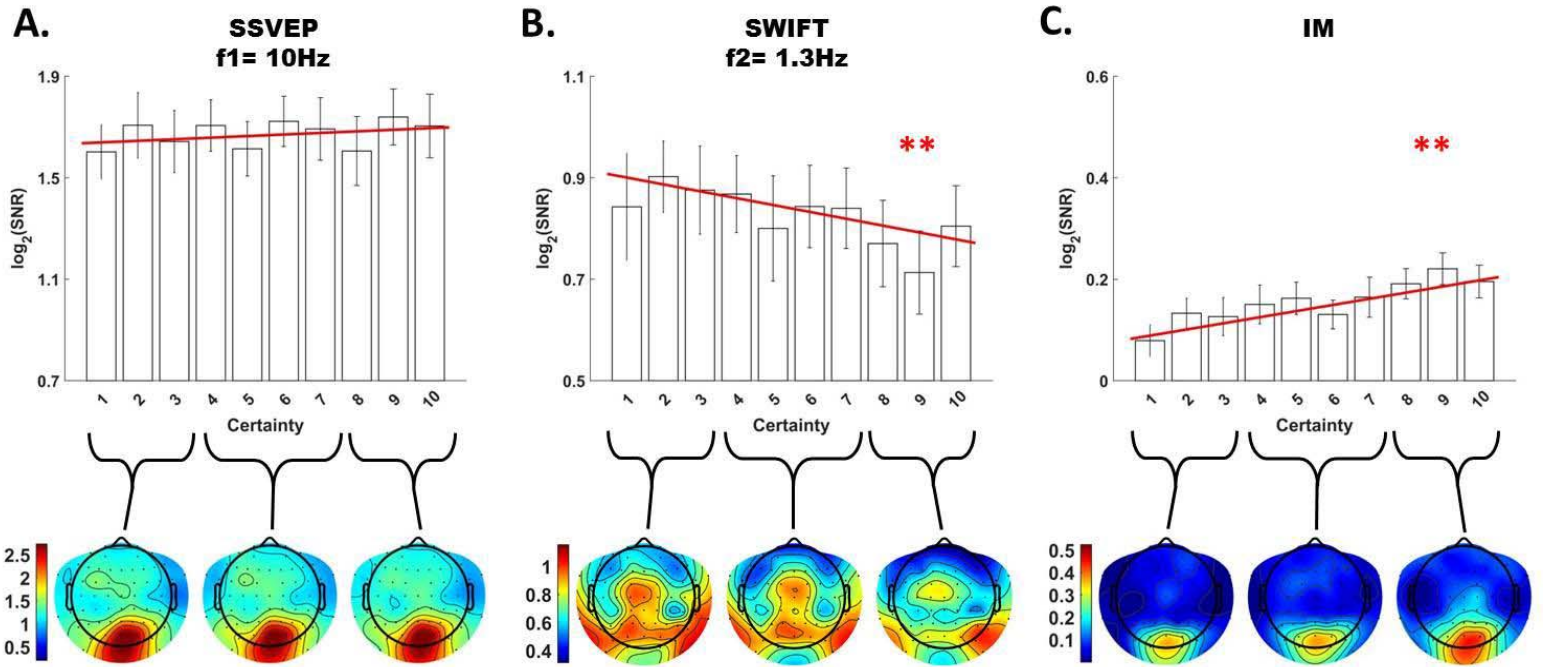 A.
SSVEP
f1= 10Hz
1.9
1.5
1.1
0.7
log2(SNR)
1 2 3 4 5 6 7 8 9 10
Certainty
2.5
2
1.5
1
0.5
B.
SWIFT
f2= 1.3Hz
1.1
0.9
0.7
0.5
log2(SNR)
**
1 2 3 4 5 6 7 8 9 10
Certainty
1
0.8
0.6
0.4
C.
IM
0.6
0.4
0.2
0
log2(SNR)
**
1 2 3 4 5 6 7 8 9 10
Certainty
0.5
0.4
0.3
0.2
0.1